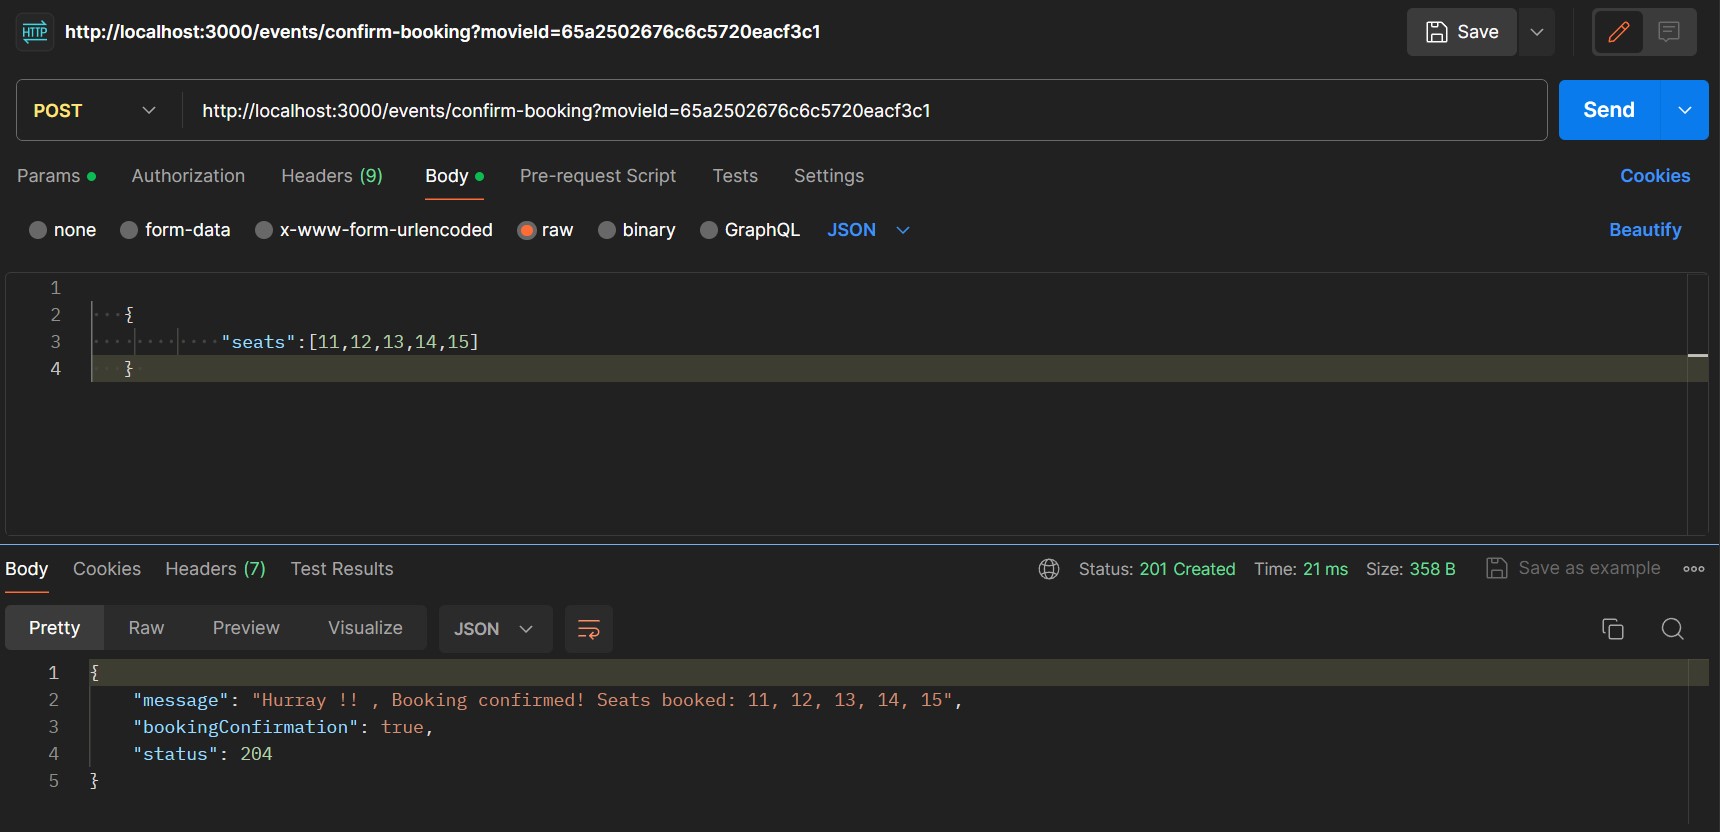 HTTP http://localhost:3000/events/confirm-booking?movieId=65a2502676c6c5720eacf3c1 Save
POST http://localhost:3000/events/confirm-booking?movieId=65a2502676c6c5720eacf3c1 Send
Params Authorization Headers (9) Body Pre-request Script Tests Settings Cookies
none form-data x-www-form-urlencoded raw binary GraphQL JSON Beautify
1
2 {
3 "seats":[11,12,13,14,15]
4 }
Body Cookies Headers (7) Test Results Status: 201 Created Time: 21 ms Size: 358 B Save as example
Pretty Raw Preview Visualize JSON
1 {
2 "message": "Hurray !! , Booking confirmed! Seats booked: 11, 12, 13, 14, 15",
3 "bookingConfirmation": true,
4 "status": 204
5 }